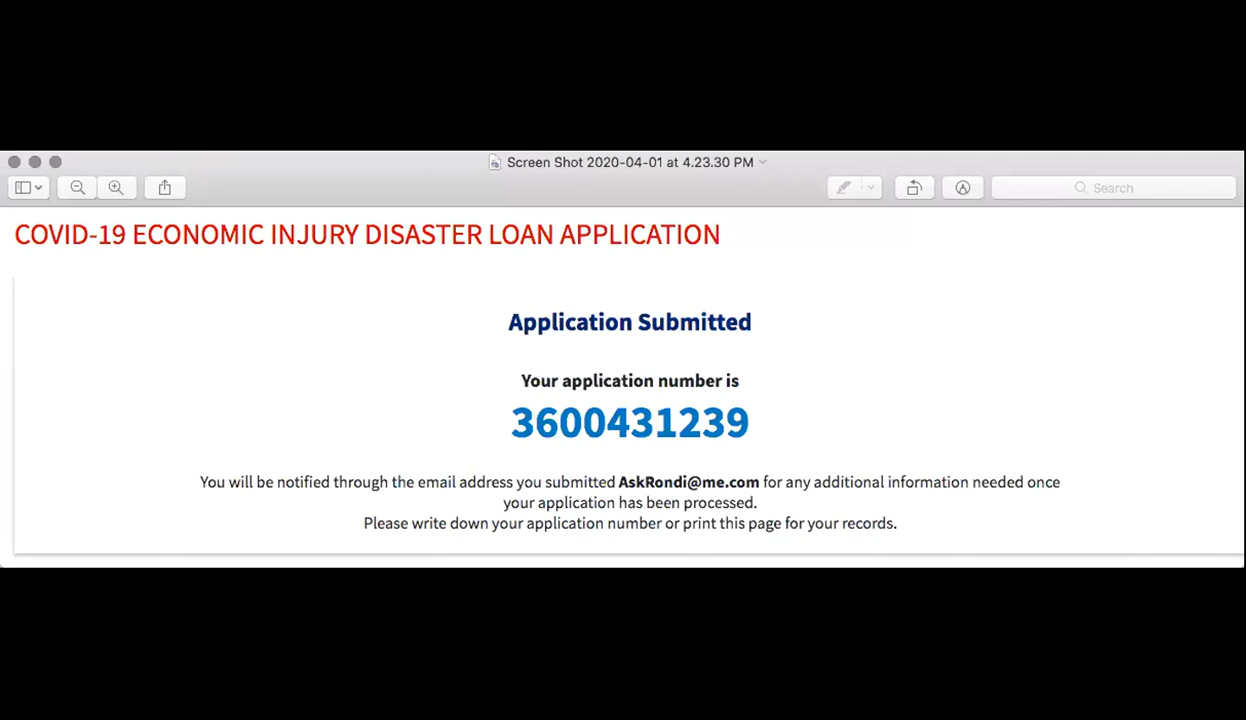 Screen Shot 2020-04-01 at 4.23.30 PM
Search
COVID-19 ECONOMIC INJURY DISASTER LOAN APPLICATION
Application Submitted
Your application number is
3600431239
You will be notified through the email address you submitted AskRondi@me.com for any additional information needed once
your application has been processed.
Please write down your application number or print this page for your records.